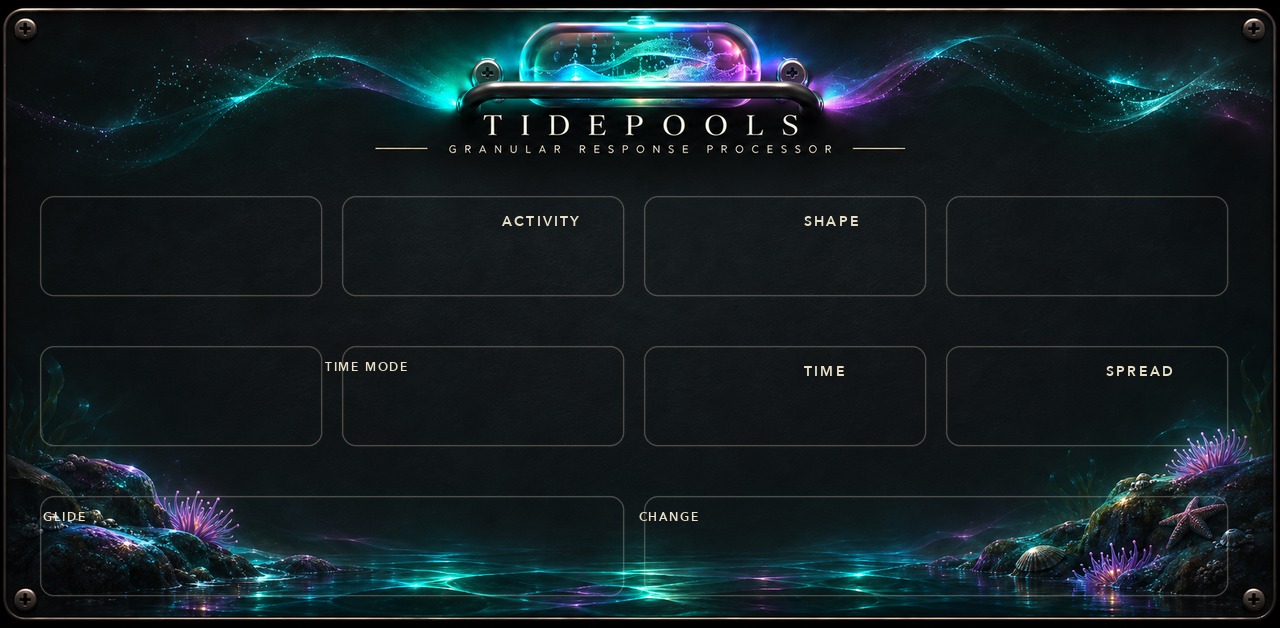 TIDEPOOLS
GRANULAR RESPONSE PROCESSOR
ACTIVITY
SHAPE
TIME MODE
TIME
SPREAD
GLIDE
CHANGE